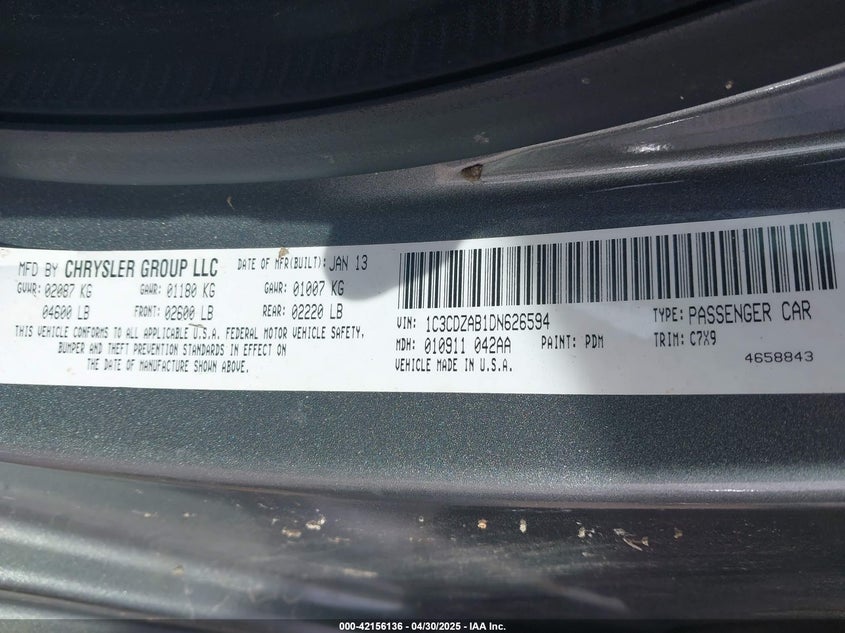 MFD BY CHRYSLER GROUP LLC DATE OF MFR(BUILT): JAN 13
GVWR: 02087 KG GAWR: 01180 KG GAWR: 01007 KG
04600 LB FRONT: 02600 LB REAR: 02220 LB
THIS VEHICLE CONFORMS TO ALL APPLICABLE U.S.A. FEDERAL MOTOR VEHICLE SAFETY,
BUMPER AND THEFT PREVENTION STANDARDS IN EFFECT ON
THE DATE OF MANUFACTURE SHOWN ABOVE.
VIN: 1C3CDZAB1DN626594 TYPE: PASSENGER CAR
MDH: 010911 042AA PAINT: PDM TRIM: C7X9
VEHICLE MADE IN U.S.A. 4658843
000-42156136 - 04/30/2025 - IAA Inc.